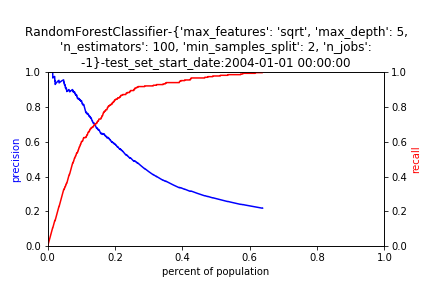 RandomForestClassifier-{'max_features': 'sqrt', 'max_depth': 5,
'n_estimators': 100, 'min_samples_split': 2, 'n_jobs':
-1}-test_set_start_date:2004-01-01 00:00:00
1.0
0.8
0.6
0.4
0.2
0.0
precision
1.0
0.8
0.6
0.4
0.2
0.0
recall
0.0 0.2 0.4 0.6 0.8 1.0
percent of population